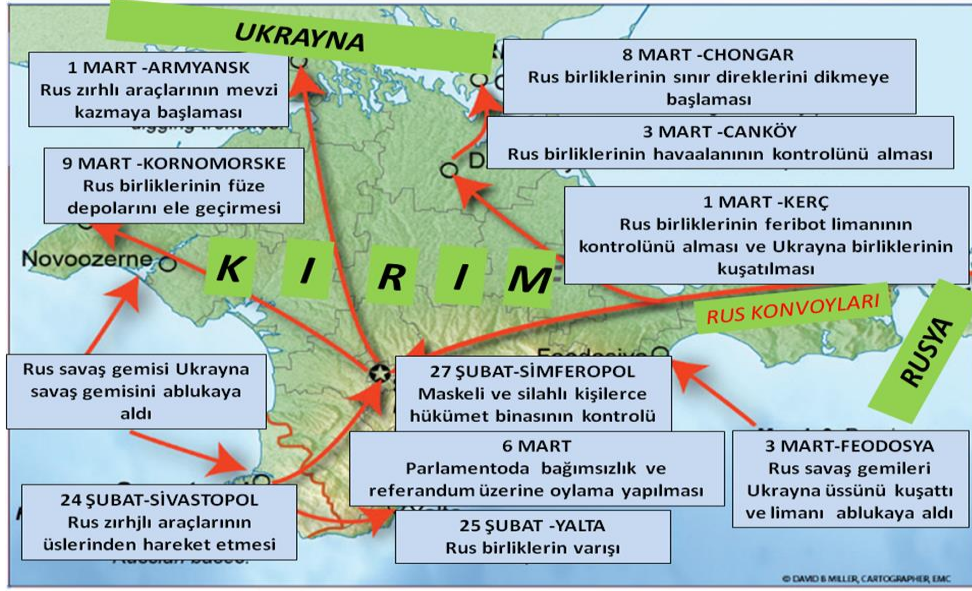 UKRAYNA
1 MART -ARMYANSK
Rus zırhlı araçlarının mevzi
kazmaya başlaması
8 MART -CHONGAR
Rus birliklerinin sınır direklerini dikmeye
başlaması
3 MART -CANKÖY
Rus birliklerinin havaalanının kontrolünü alması
9 MART -KORNOMORSKE
Rus birliklerinin füze
depolarını ele geçirmesi
1 MART -KERÇ
Rus birliklerinin feribot limanının
kontrolünü alması ve Ukrayna birliklerinin
kuşatılması
Novoozerne
K I R I M
RUS KONVOYLARI
RUSYA
Feodosiya
Rus savaş gemisi Ukrayna
savaş gemisini ablukaya
aldı
27 ŞUBAT-SİMFEROPOL
Maskeli ve silahlı kişilerce
hükümet binasının kontrolü
6 MART
Parlamentoda bağımsızlık ve
referandum üzerine oylama yapılması
3 MART-FEODOSYA
Rus savaş gemileri
Ukrayna üssünü kuşattı
ve limanı ablukaya aldı
24 ŞUBAT-SİVASTOPOL
Rus zırhjlı araçlarının
üslerinden hareket etmesi
Yalta
25 ŞUBAT -YALTA
Rus birliklerin varışı
© DAVID B MILLER, CARTOGRAPHER, EMC